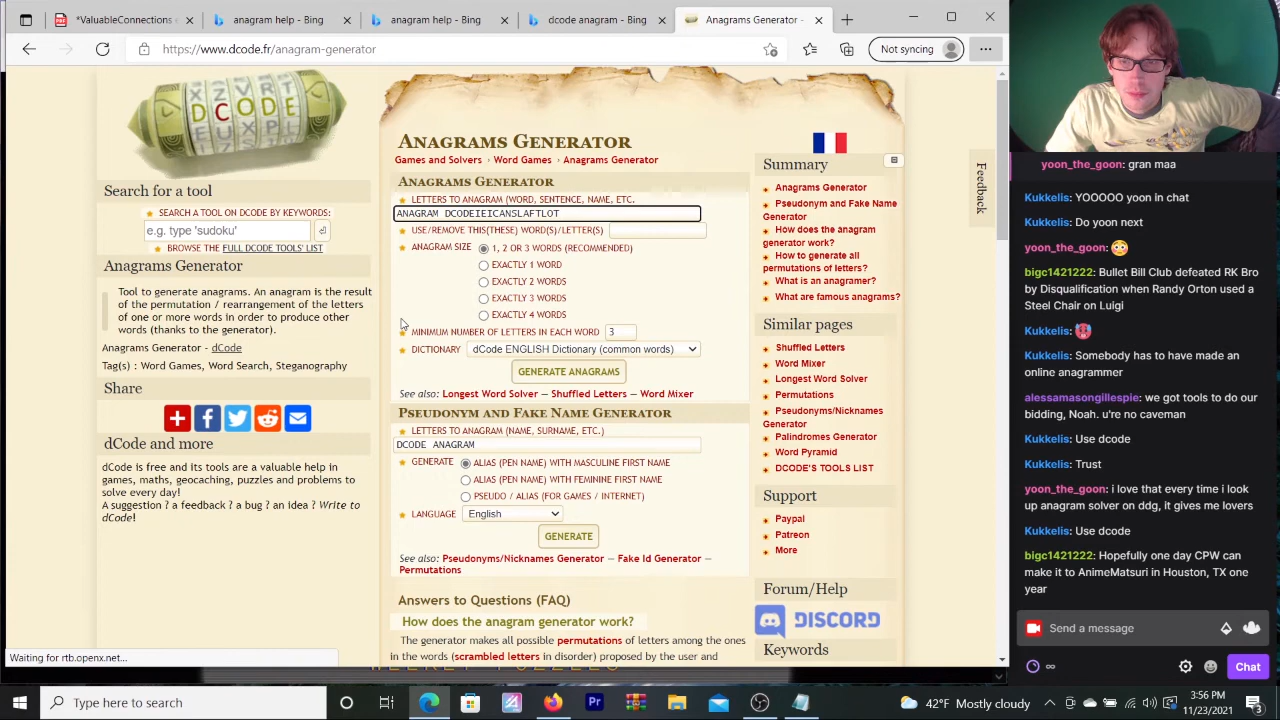 *ValuableConnections
anagram help - Bing
anagram help - Bing
dcode anagrams - Bing
Anagrams Generator
https://www.dcode.fr/anagram-generator
Not syncing
DCODE
Search for a tool
SEARCH A TOOL ON DCODE BY KEYWORDS:
e.g. type 'sudoku'
BROWSE THE FULL DCODE TOOLS' LIST
Anagrams Generator
Tool to generate anagrams. An anagram is the result
of the permutation / rearrangement of the letters
of one or more words in order to produce other
words (thanks to the generator).
Anagrams Generator - dCode
Tag(s) : Word Games, Word Search, Steganography
Share
dCode and more
dCode is free and its tools are a valuable help in
games, maths, geocaching, puzzles and problems to
solve every day!
A suggestion ? a feedback ? a bug ? an idea ? Write to
dCode!
Waiting for rtb.openx.net...
Anagrams Generator
Games and Solvers › Word Games › Anagrams Generator
Anagrams Generator
LETTERS TO ANAGRAM (WORD, SENTENCE, NAME, ETC.
ANAGRAM DCODEIEICANSLAFTLOT
USE/REMOVE THIS(THESE) WORD(S)/LETTER(S)
ANAGRAM SIZE
1, 2 OR 3 WORDS (RECOMMENDED)
EXACTLY 1 WORD
EXACTLY 2 WORDS
EXACTLY 3 WORDS
EXACTLY 4 WORDS
MINIMUM NUMBER OF LETTERS IN EACH WORD 3
DICTIONARY dCode ENGLISH Dictionary (common words)
GENERATE ANAGRAMS
See also: Longest Word Solver — Shuffled Letters — Word Mixer
Pseudonym and Fake Name Generator
LETTERS TO ANAGRAM (NAME, SURNAME, ETC.)
DCODE ANAGRAM
GENERATE
ALIAS (PEN NAME) WITH MASCULINE FIRST NAME
ALIAS (PEN NAME) WITH FEMININE FIRST NAME
PSEUDO / ALIAS (FOR GAMES / INTERNET)
LANGUAGE English
GENERATE
See also: Pseudonyms/Nicknames Generator — Fake Id Generator —
Permutations
Answers to Questions (FAQ)
How does the anagram generator work?
The generator makes all possible permutations of letters among the ones
in the words (scrambled letters in disorder) proposed by the user and
Summary
Anagrams Generator
Pseudonym and Fake Name
Generator
How does the anagram
generator work?
How to generate all
permutations of letters?
What is an anagramer?
What are famous anagrams?
Similar pages
Shuffled Letters
Word Mixer
Longest Word Solver
Permutations
Pseudonyms/Nicknames
Generator
Palindromes Generator
Word Pyramid
DCODE'S TOOLS LIST
Support
Paypal
Patreon
More
Forum/Help
DISCORD
Keywords
Feedback
yoon_the_goon: gran maa
Kukkelis: YOOOOO yoon in chat
Kukkelis: Do yoon next
yoon_the_goon:
bigc1421222: Bullet Bill Club defeated RK Bro
by Disqualification when Randy Orton used a
Steel Chair on Luigi
Kukkelis:
Kukkelis: Somebody has to have made an
online anagrammer
alessamasongillespie: we got tools to do our
bidding, Noah. u're no caveman
Kukkelis: Use dcode
Kukkelis: Trust
yoon_the_goon: i love that every time i look
up anagram solver on ddg, it gives me lovers
Kukkelis: Use dcode
bigc1421222: Hopefully one day CPW can
make it to AnimeMatsuri in Houston, TX one
year
Send a message
Chat
Type here to search
42°F Mostly cloudy
3:56 PM
11/23/2021